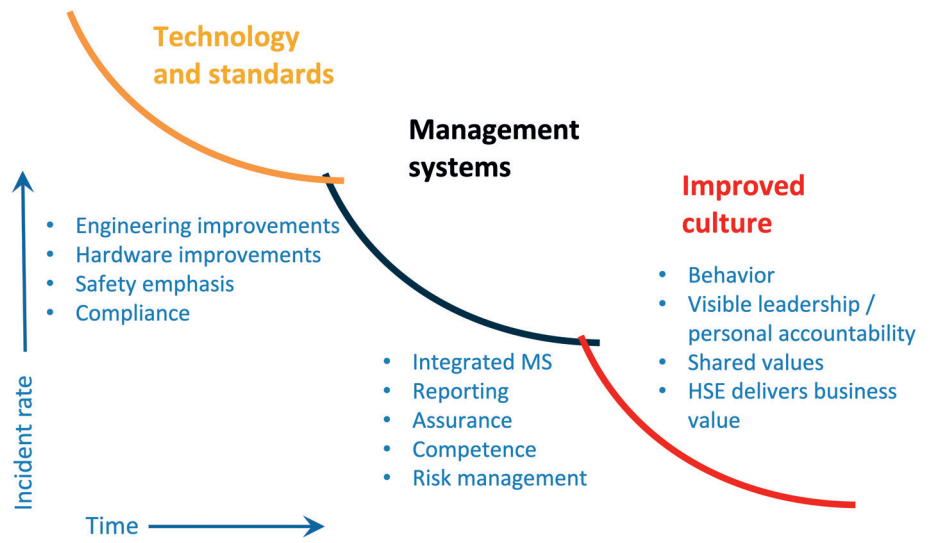 Technology
and standards
Management
systems
Improved
culture
• Engineering improvements
• Hardware improvements
• Safety emphasis
• Compliance
• Integrated MS
• Reporting
• Assurance
• Competence
• Risk management
• Behavior
• Visible leadership /
personal accountability
• Shared values
• HSE delivers business
value
Incident rate
Time